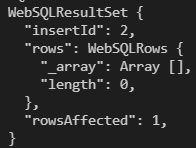 WebSQLResultSet {
  "insertId": 2,
  "rows": WebSQLRows {
    "_array": Array [],
    "length": 0,
  },
  "rowsAffected": 1,
}